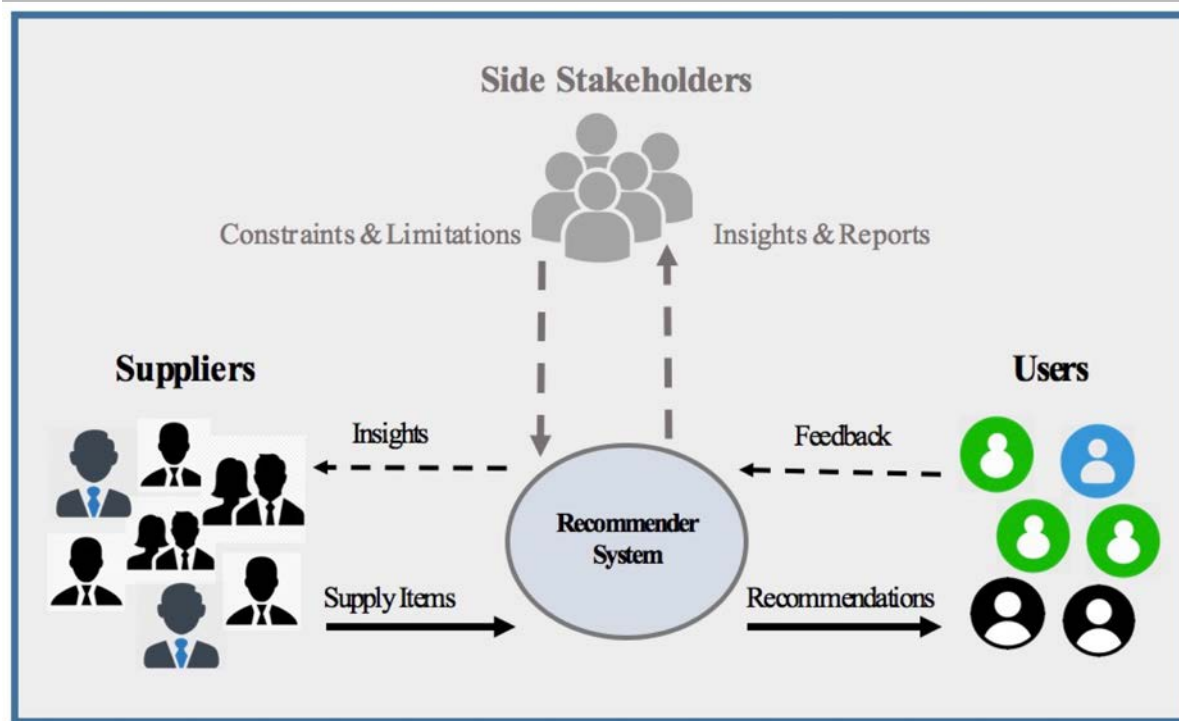 Side Stakeholders
Constraints & Limitations
Insights & Reports
Suppliers
Users
Insights
Feedback
Recommender
System
Supply Items
Recommendations